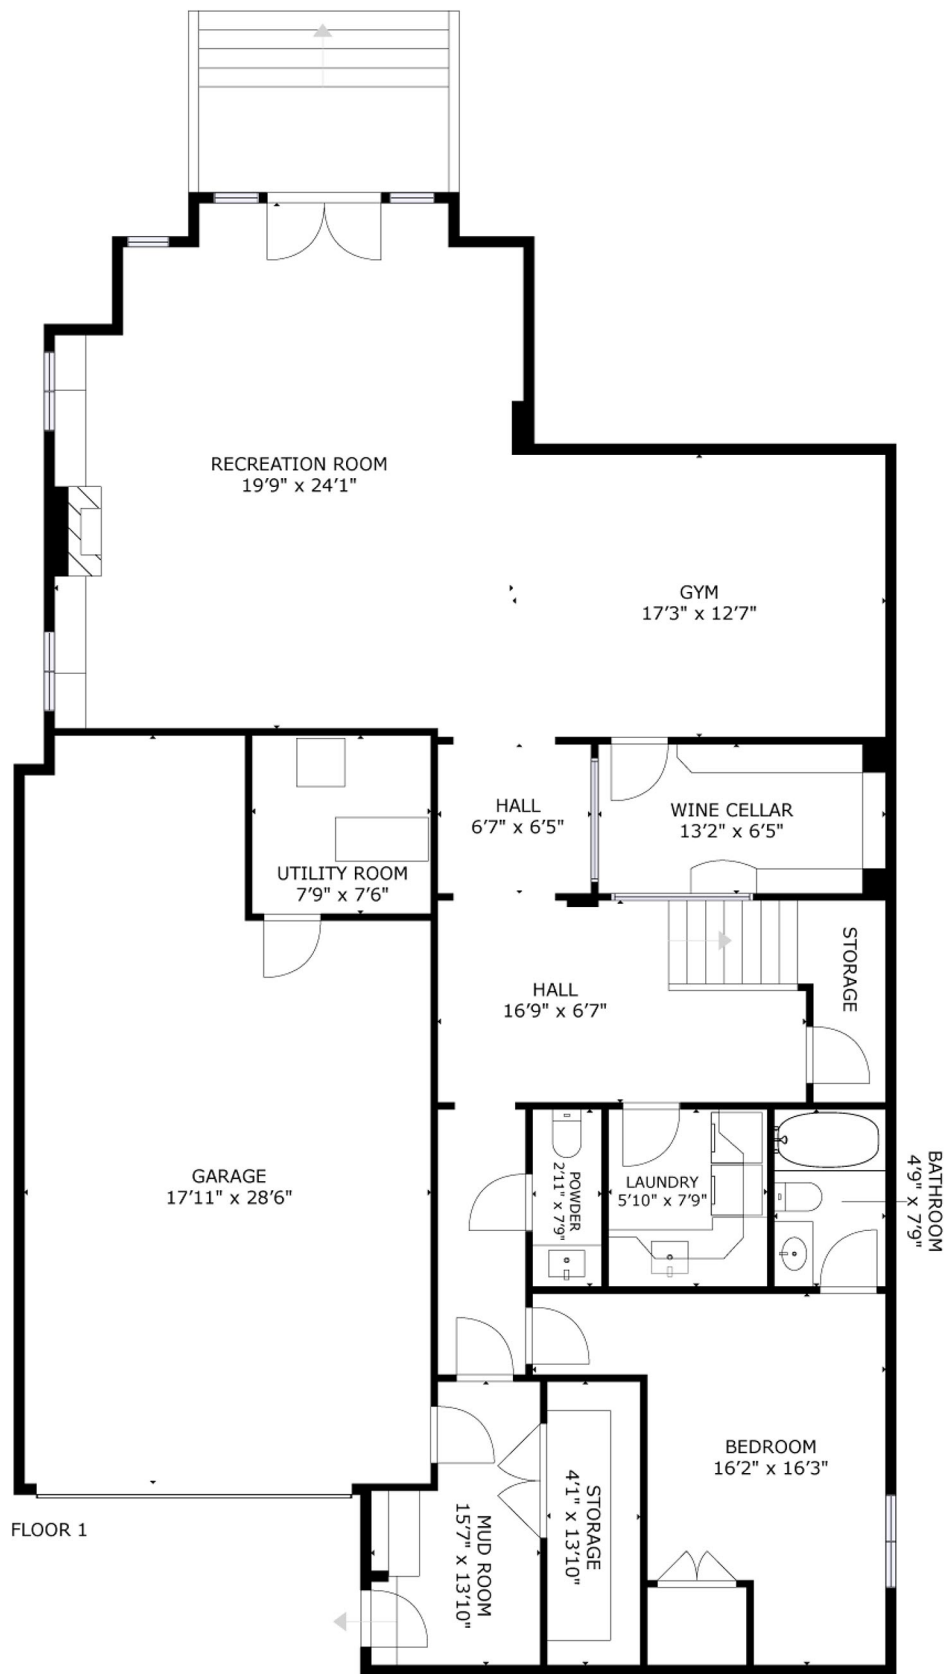 RECREATION ROOM
19'9" x 24'1"
GYM
17'3" x 12'7"
HALL
6'7" x 6'5"
WINE CELLAR
13'2" x 6'5"
UTILITY ROOM
7'9" x 7'6"
STORAGE
HALL
16'9" x 6'7"
GARAGE
17'11" x 28'6"
POWDER
2'11" x 7'9"
LAUNDRY
5'10" x 7'9"
BATHROOM
4'9" x 7'9"
BEDROOM
16'2" x 16'3"
STORAGE
4'1" x 13'10"
MUD ROOM
15'7" x 13'10"
FLOOR 1